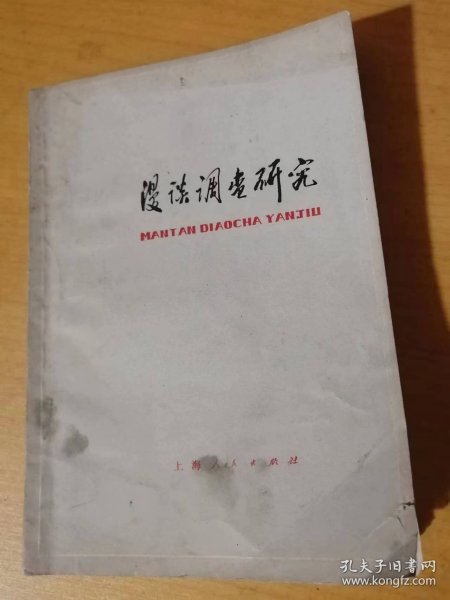 漫谈调查研究
MANTAN DIAOCHA YANJIU
上海人民出版社
孔夫子旧书网
www.kongfz.com